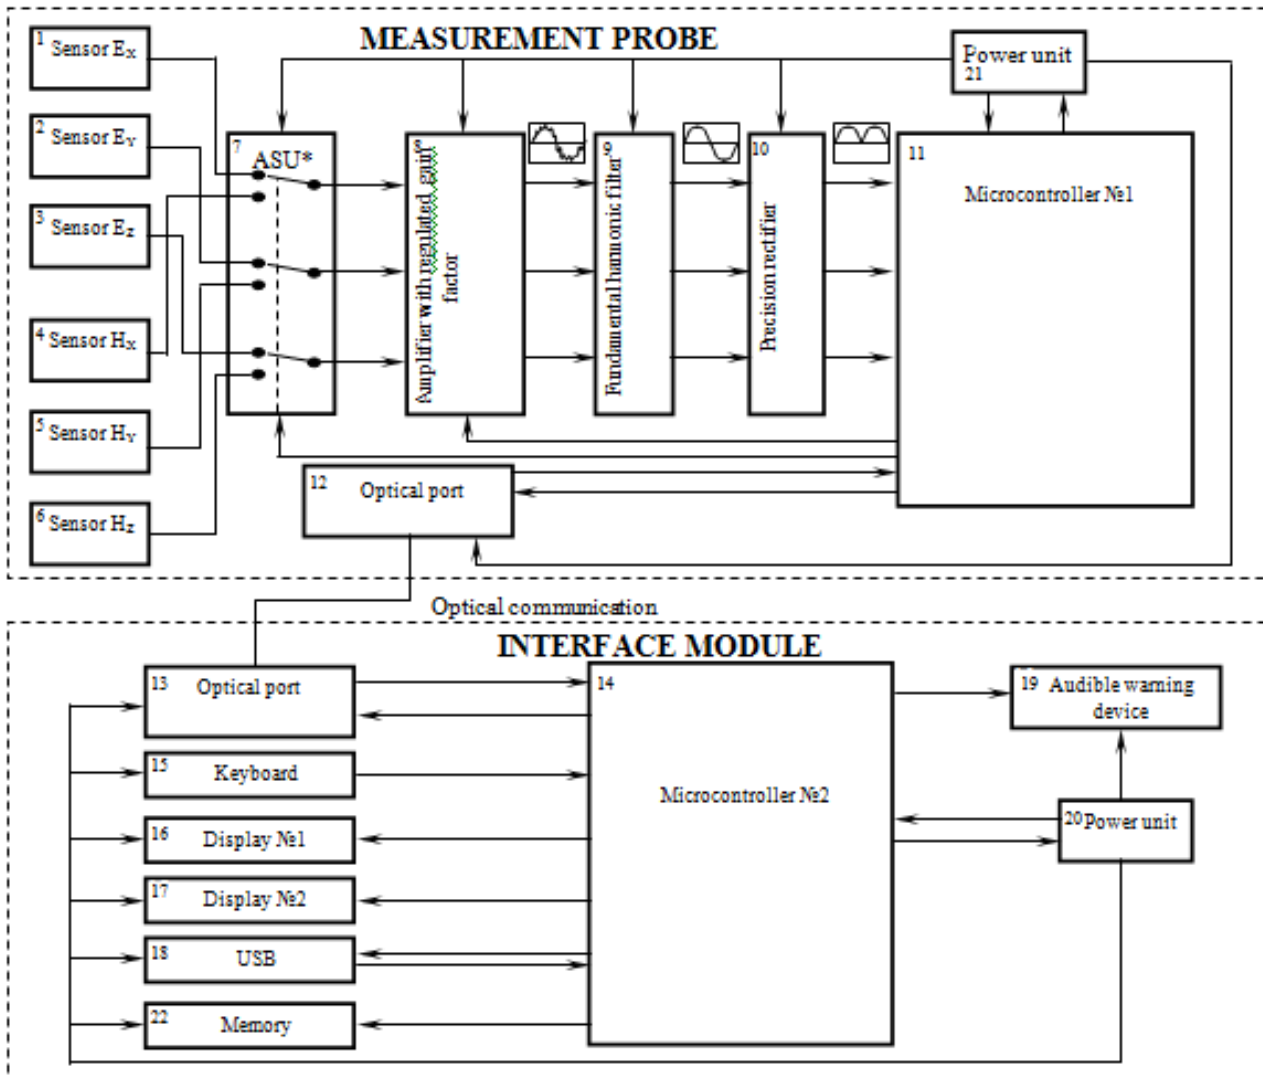 MEASUREMENT PROBE
1 Sensor EX
2 Sensor EY
3 Sensor EZ
4 Sensor HX
5 Sensor HY
6 Sensor HZ
7
ASU*
8
Amplifier with regulated gain
factor
9
Fundamental harmonic filter
10
Precision rectifier
Power unit
21
11
Microcontroller №1
12
Optical port
Optical communication
INTERFACE MODULE
13
Optical port
14
Microcontroller №2
15
Keyboard
16
Display №1
17
Display №2
18
USB
22
Memory
19 Audible warning
device
20 Power unit